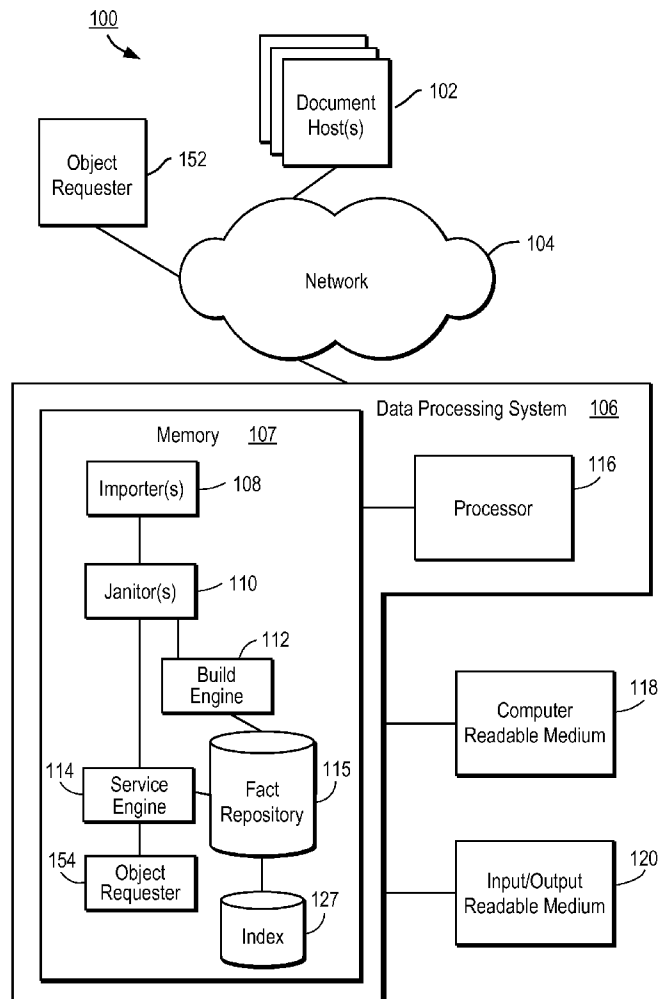 100
Document
Host(s)
102
Object
Requester
152
104
Network
Data Processing System 106
Memory 107
Importer(s)
108
116
Processor
Janitor(s)
110
112
Build
Engine
118
Computer
Readable Medium
114
Service
Engine
Fact
Repository
115
154
Object
Requester
120
Input/Output
Readable Medium
127
Index